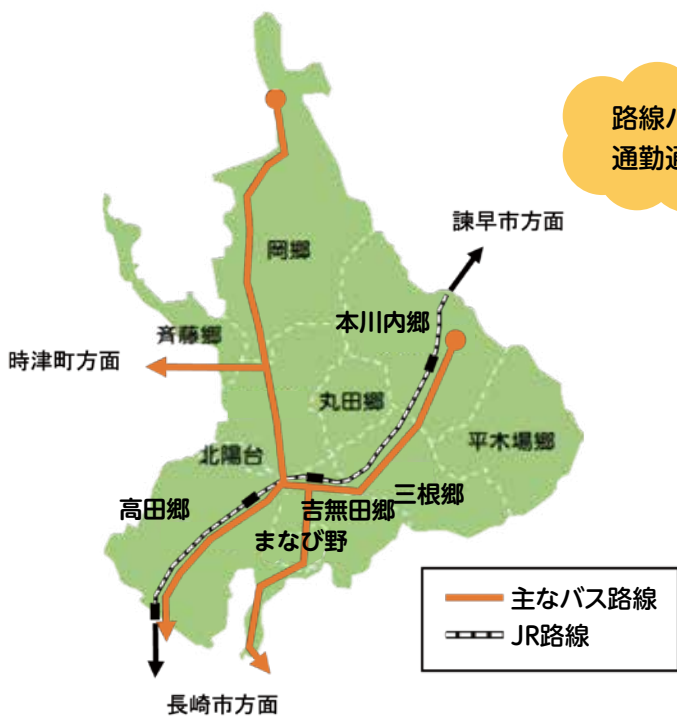 路線
通勤
諫早市方面
岡郷
本川内郷
斉藤郷
時津町方面
丸田郷
平木場郷
北陽台
高田郷
三根郷
吉無田郷
まなび野
主なバス路線
JR路線
長崎市方面